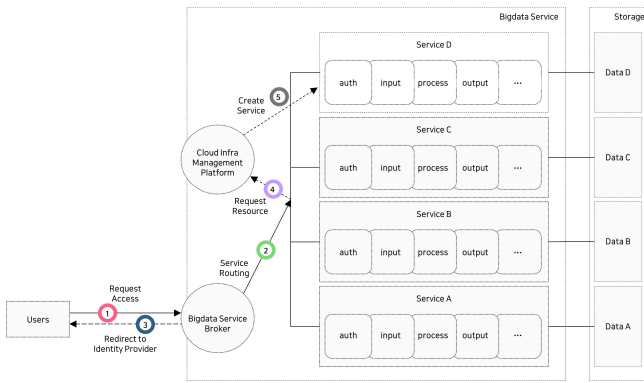 Bigdata Service
Storage
Service D
auth
input
process
output
...
Data D
5
Create
Service
Service C
auth
input
process
output
...
Data C
Cloud Infra
Management
Platform
4
Request
Resource
Service B
auth
input
process
output
...
Data B
2
Service
Routing
Request
Access
1
Users
3
Redirect to
Identity Provider
Bigdata Service
Broker
Service A
auth
input
process
output
...
Data A